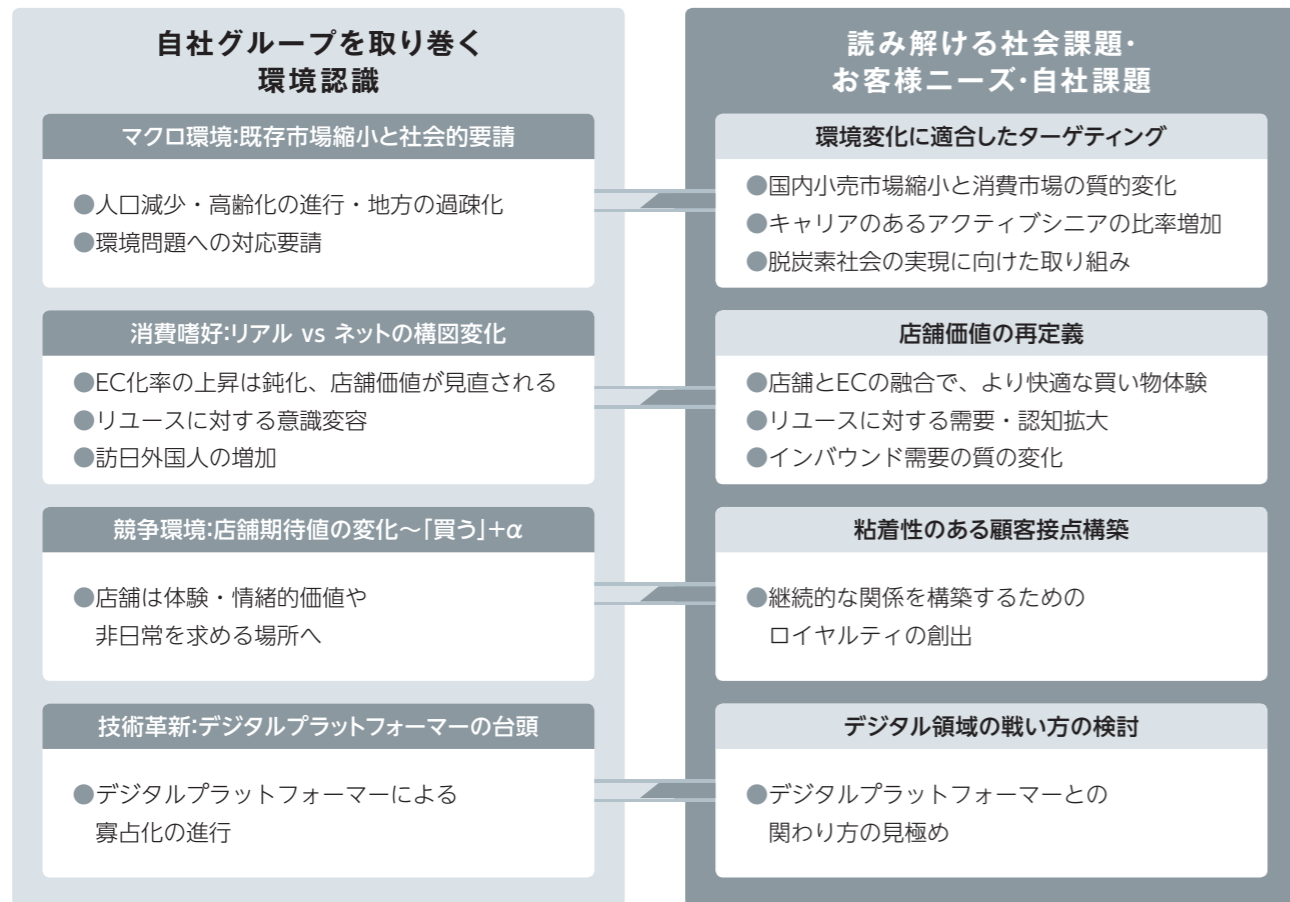 自社グループを取り巻く
環境認識
マクロ環境:既存市場縮小と社会的要請
●人口減少・高齢化の進行・地方の過疎化
●環境問題への対応要請
消費嗜好:リアル vs ネットの構図変化
●EC化率の上昇は鈍化、店舗価値が見直される
●リユースに対する意識変容
●訪日外国人の増加
競争環境:店舗期待値の変化～「買う」+α
●店舗は体験・情緒的価値や
非日常を求める場所へ
技術革新:デジタルプラットフォーマーの台頭
●デジタルプラットフォーマーによる
寡占化の進行
読み解ける社会課題・
お客様ニーズ・自社課題
環境変化に適合したターゲティング
●国内小売市場縮小と消費市場の質的変化
●キャリアのあるアクティブシニアの比率増加
●脱炭素社会の実現に向けた取り組み
店舗価値の再定義
●店舗とECの融合で、より快適な買い物体験
●リユースに対する需要・認知拡大
●インバウンド需要の質の変化
粘着性のある顧客接点構築
●継続的な関係を構築するための
ロイヤルティの創出
デジタル領域の戦い方の検討
●デジタルプラットフォーマーとの
関わり方の見極め